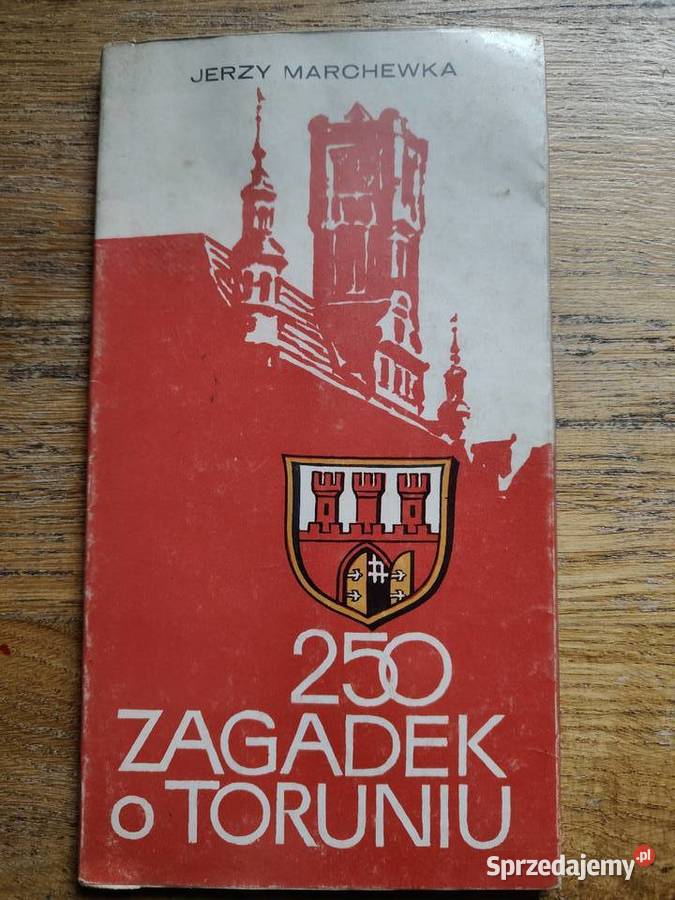 JERZY MARCHEWKA
250
ZAGADEK
o TORUNIU
Sprzedajemy.pl